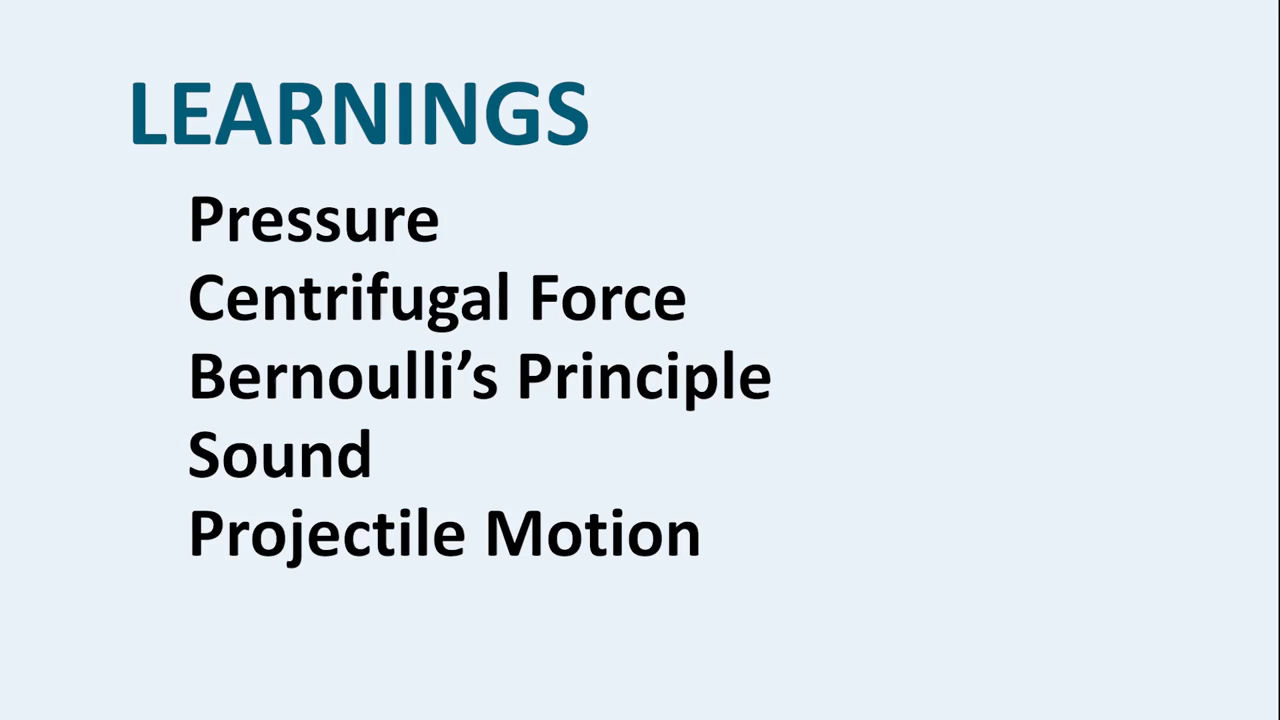 LEARNINGS
Pressure
Centrifugal Force
Bernoulli’s Principle
Sound
Projectile Motion